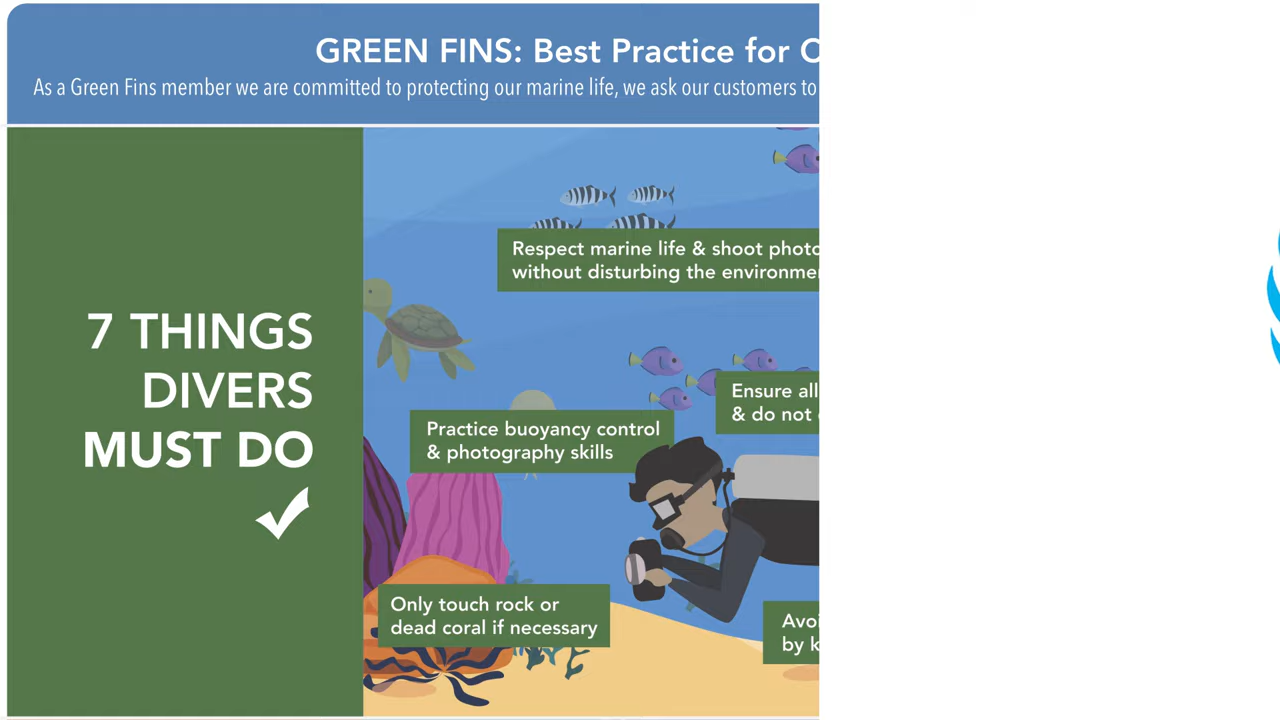 GREEN FINS: Best Practice for
As a Green Fins member we are committed to protecting our marine life, we ask our customers to
Respect marine life & shoot
without disturbing the
7 THINGS
DIVERS
MUST DO
Ensure all
& do not
Practice buoyancy control
& photography skills
Only touch rock or
dead coral if necessary
by